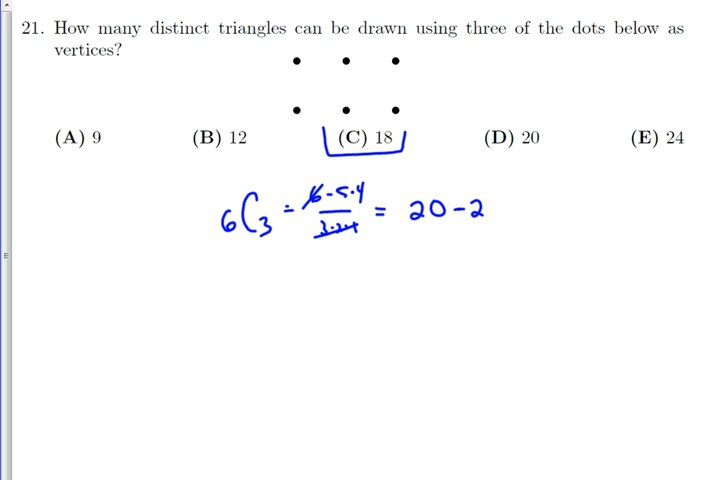 21. How many distinct triangles can be drawn using three of the dots below as
vertices?
(A) 9 (B) 12 (C) 18 (D) 20 (E) 24
6C3 = 6·5·4/3·2·1 = 20-2